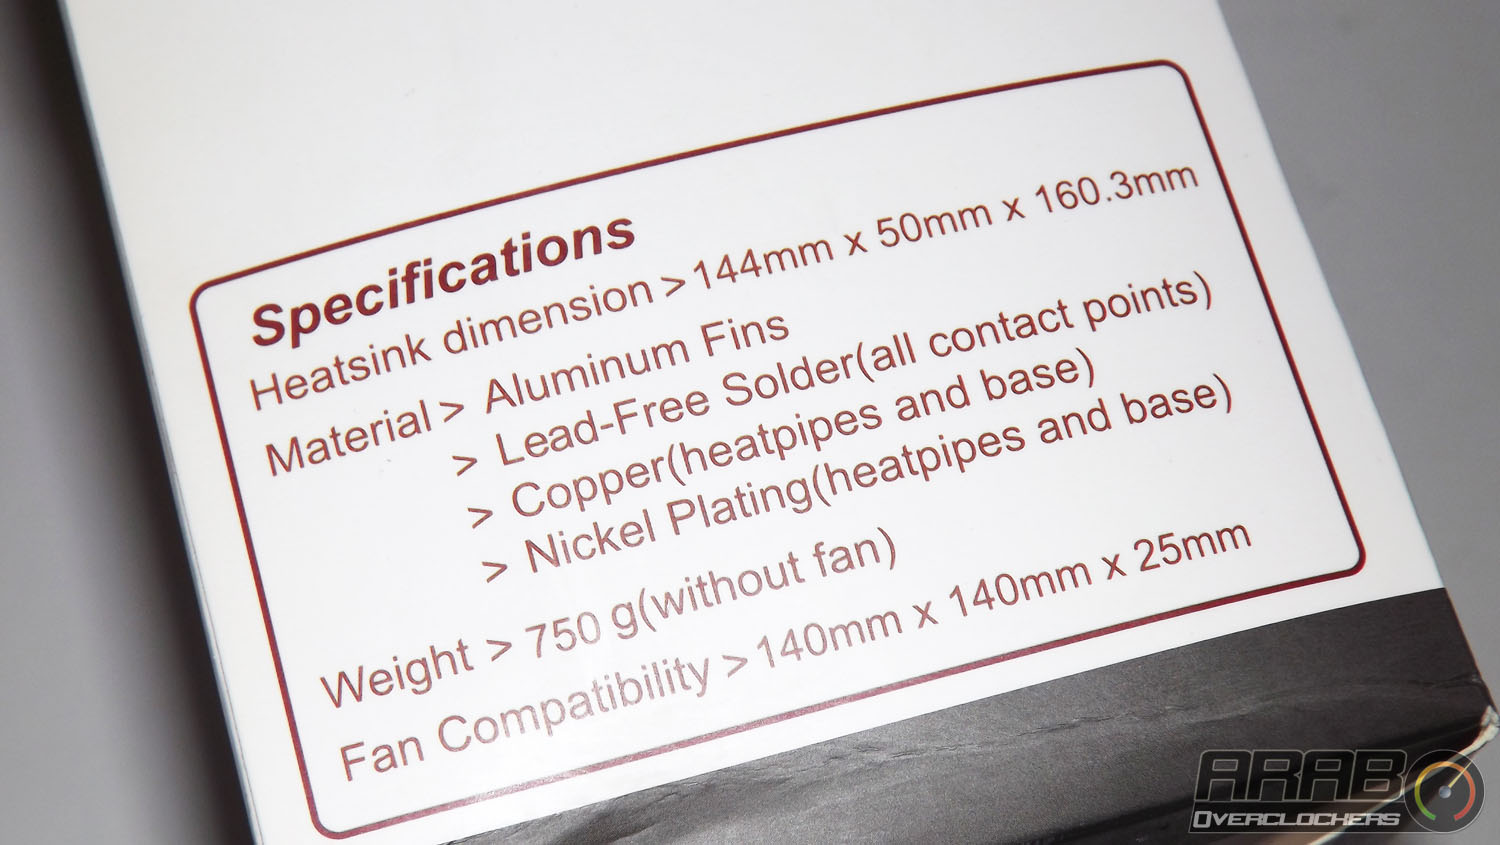 Specifications
Heatsink dimension > 144mm x 50mm x 160.3mm
Material > Aluminum Fins
> Lead-Free Solder(all contact points)
> Copper(heatpipes and base)
> Nickel Plating(heatpipes and base)
Weight > 750 g(without fan)
Fan Compatibility > 140mm x 140mm x 25mm
ARAB
OVERCLOCKERS